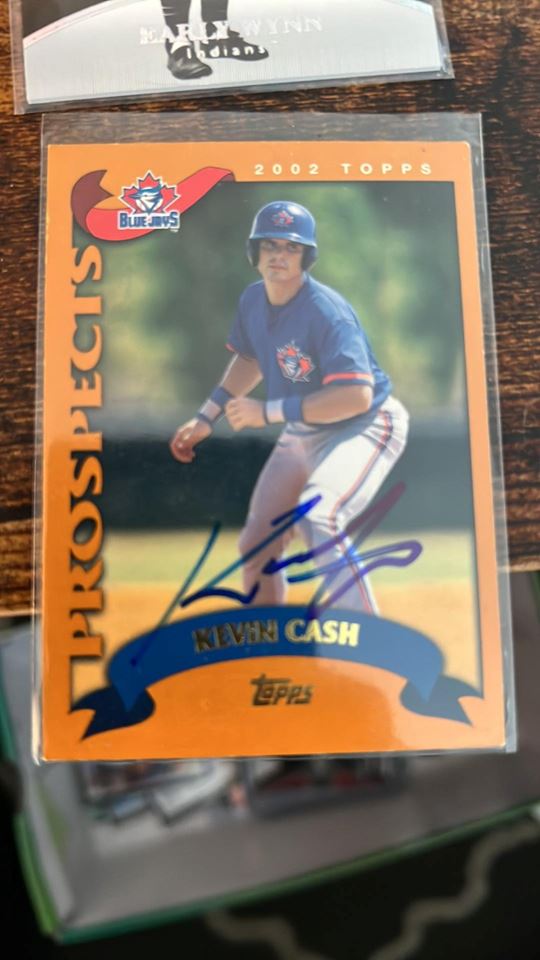 EARLY WYNN
Indians
2002 TOPPS
BLUE JAYS
PROSPECTS
KEVIN CASH
Topps